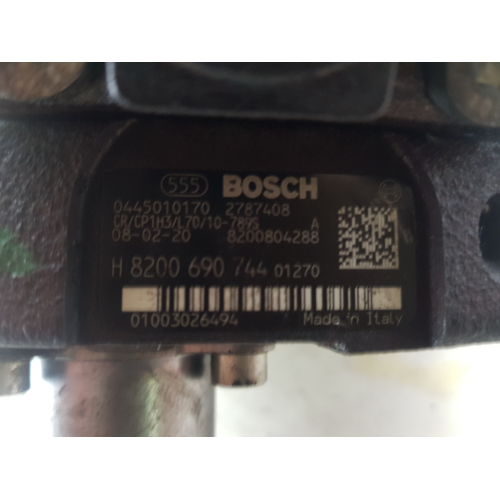 555 BOSCH
0445010170 2787408
CR/CP1H3/L70/10-789S A
08-02-20 8200804288
H 8200 690 744 01270
01003026494 Made in Italy